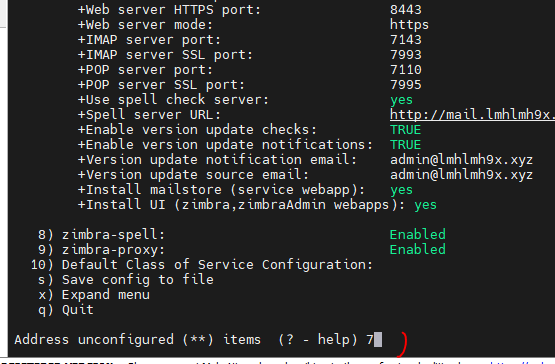 +Web server HTTPS port: 8443
+Web server mode: https
+IMAP server port: 7143
+IMAP server SSL port: 7993
+POP server port: 7110
+POP server SSL port: 7995
+Use spell check server: yes
+Spell server URL: http://mail.lmhlmh9x.
+Enable version update checks: TRUE
+Enable version update notifications: TRUE
+Version update notification email: admin@lmhlmh9x.xyz
+Version update source email: admin@lmhlmh9x.xyz
+Install mailstore (service webapp): yes
+Install UI (zimbra,zimbraAdmin webapps): yes
8) zimbra-spell: Enabled
9) zimbra-proxy: Enabled
10) Default Class of Service Configuration:
s) Save config to file
x) Expand menu
q) Quit
Address unconfigured (**) items (? - help) 7